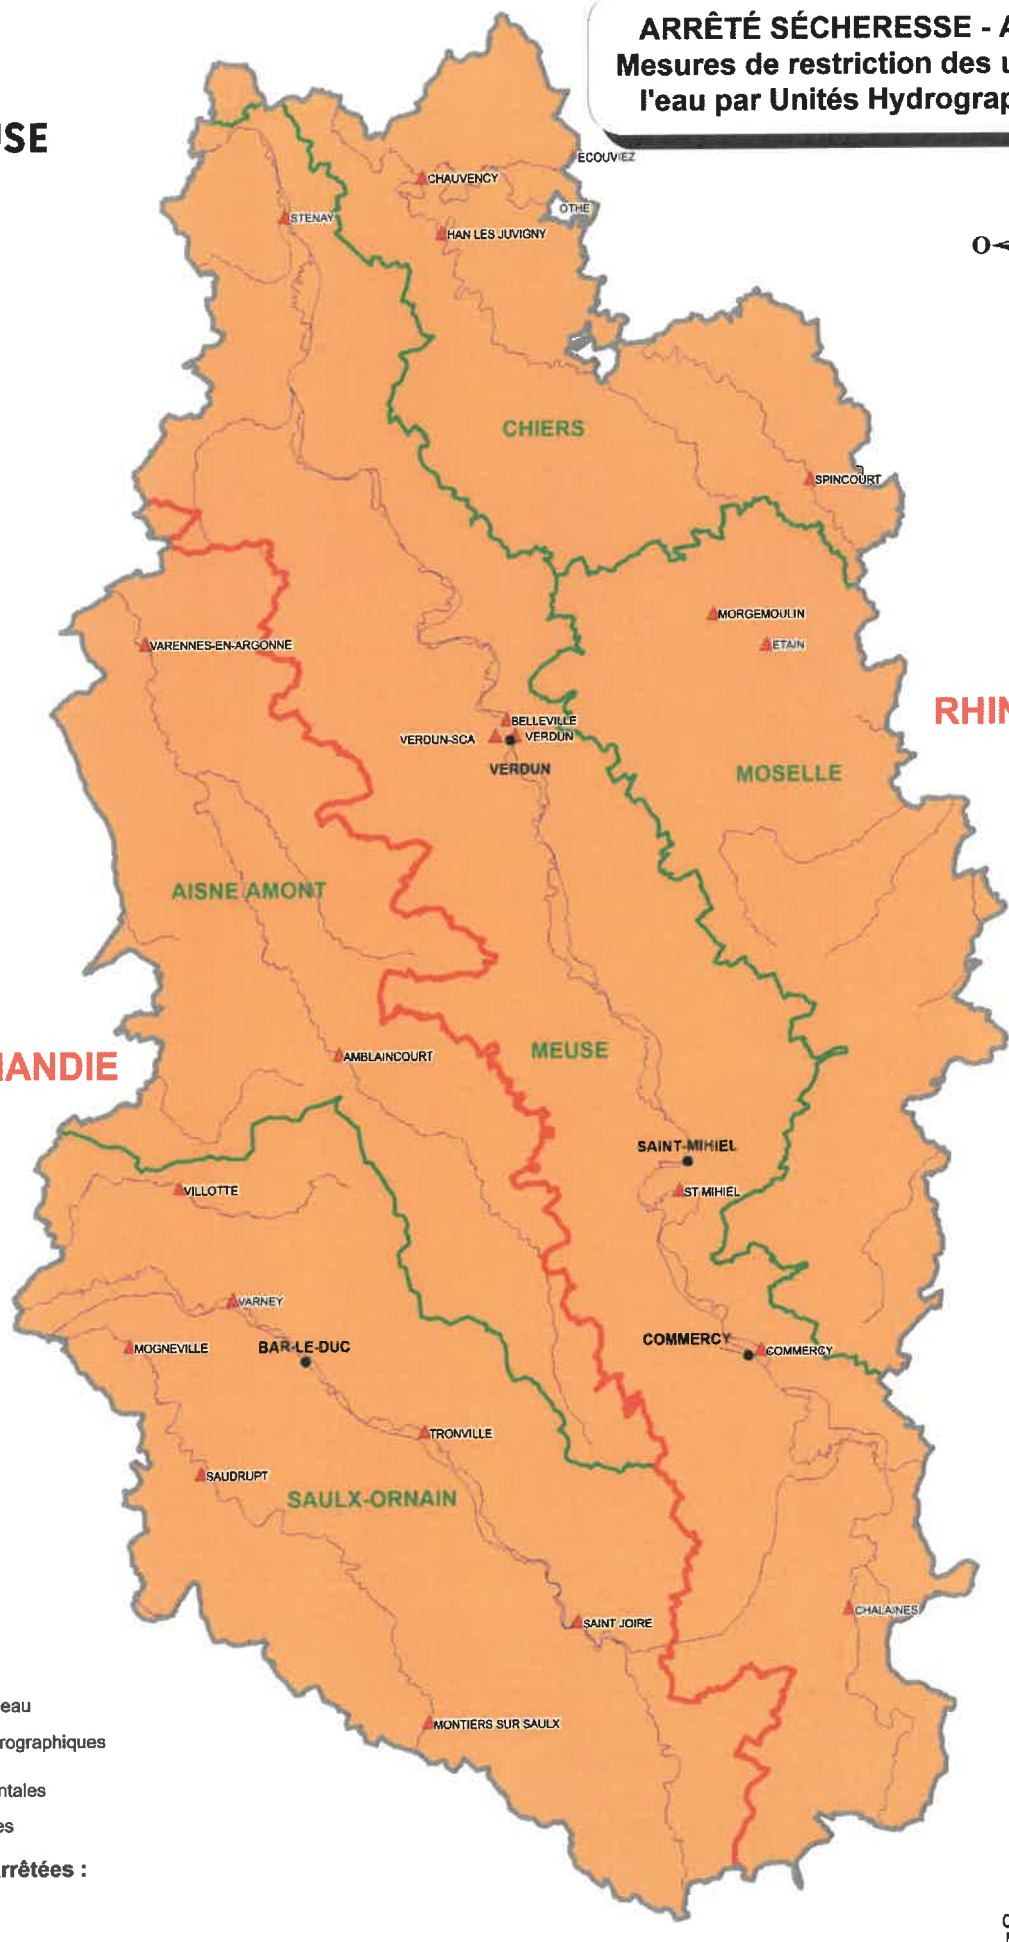 ARRÊTÉ SÉCHERESSE - A
Mesures de restriction des u
l'eau par Unités Hydrograp
USE
ÉCOUVIEZ
CHAUVENCY
OTHE
STENAY
HAN LES JUVIGNY
O
CHIERS
SPINCOURT
MORGEMOULIN
VARENNES-EN-ARGONNE
ETAIN
RHIN
BELLEVILLE
VERDUN-SCA
VERDUN
VERDUN
MOSELLE
AISNE AMONT
MEUSE
AMBLAINCOURT
MANDIE
SAINT-MIHIEL
VILLOTTE
ST MIHIEL
VARNEY
MOGNEVILLE
BAR-LE-DUC
COMMERCY
COMMERCY
TRONVILLE
SAUDRUPT
SAULX-ORNAIN
CHALAINES
SAINT JOIRE
eau
MONTIERS SUR SAULX
rographiques
ntales
es
rrêtées :